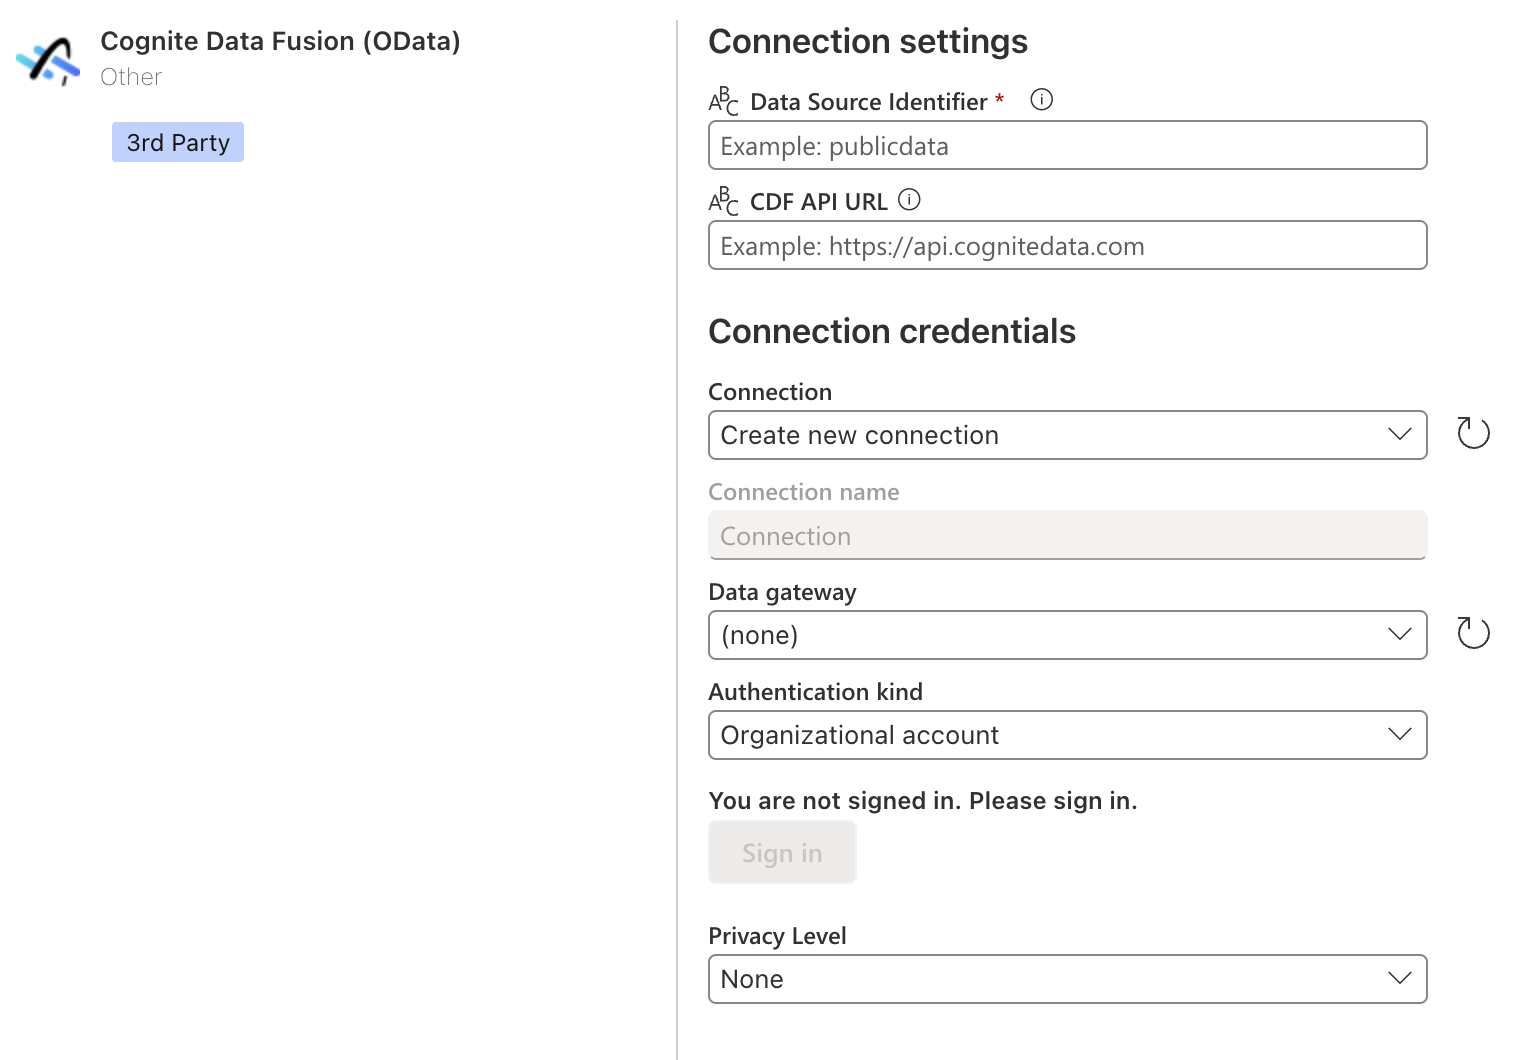 Cognite Data Fusion (OData)
Other
3rd Party
Connection settings
ABC Data Source Identifier *
Example: publicdata
ABC CDF API URL
Example: https://api.cognitedata.com
Connection credentials
Connection
Create new connection
Connection name
Connection
Data gateway
(none)
Authentication kind
Organizational account
You are not signed in. Please sign in.
Sign in
Privacy Level
None